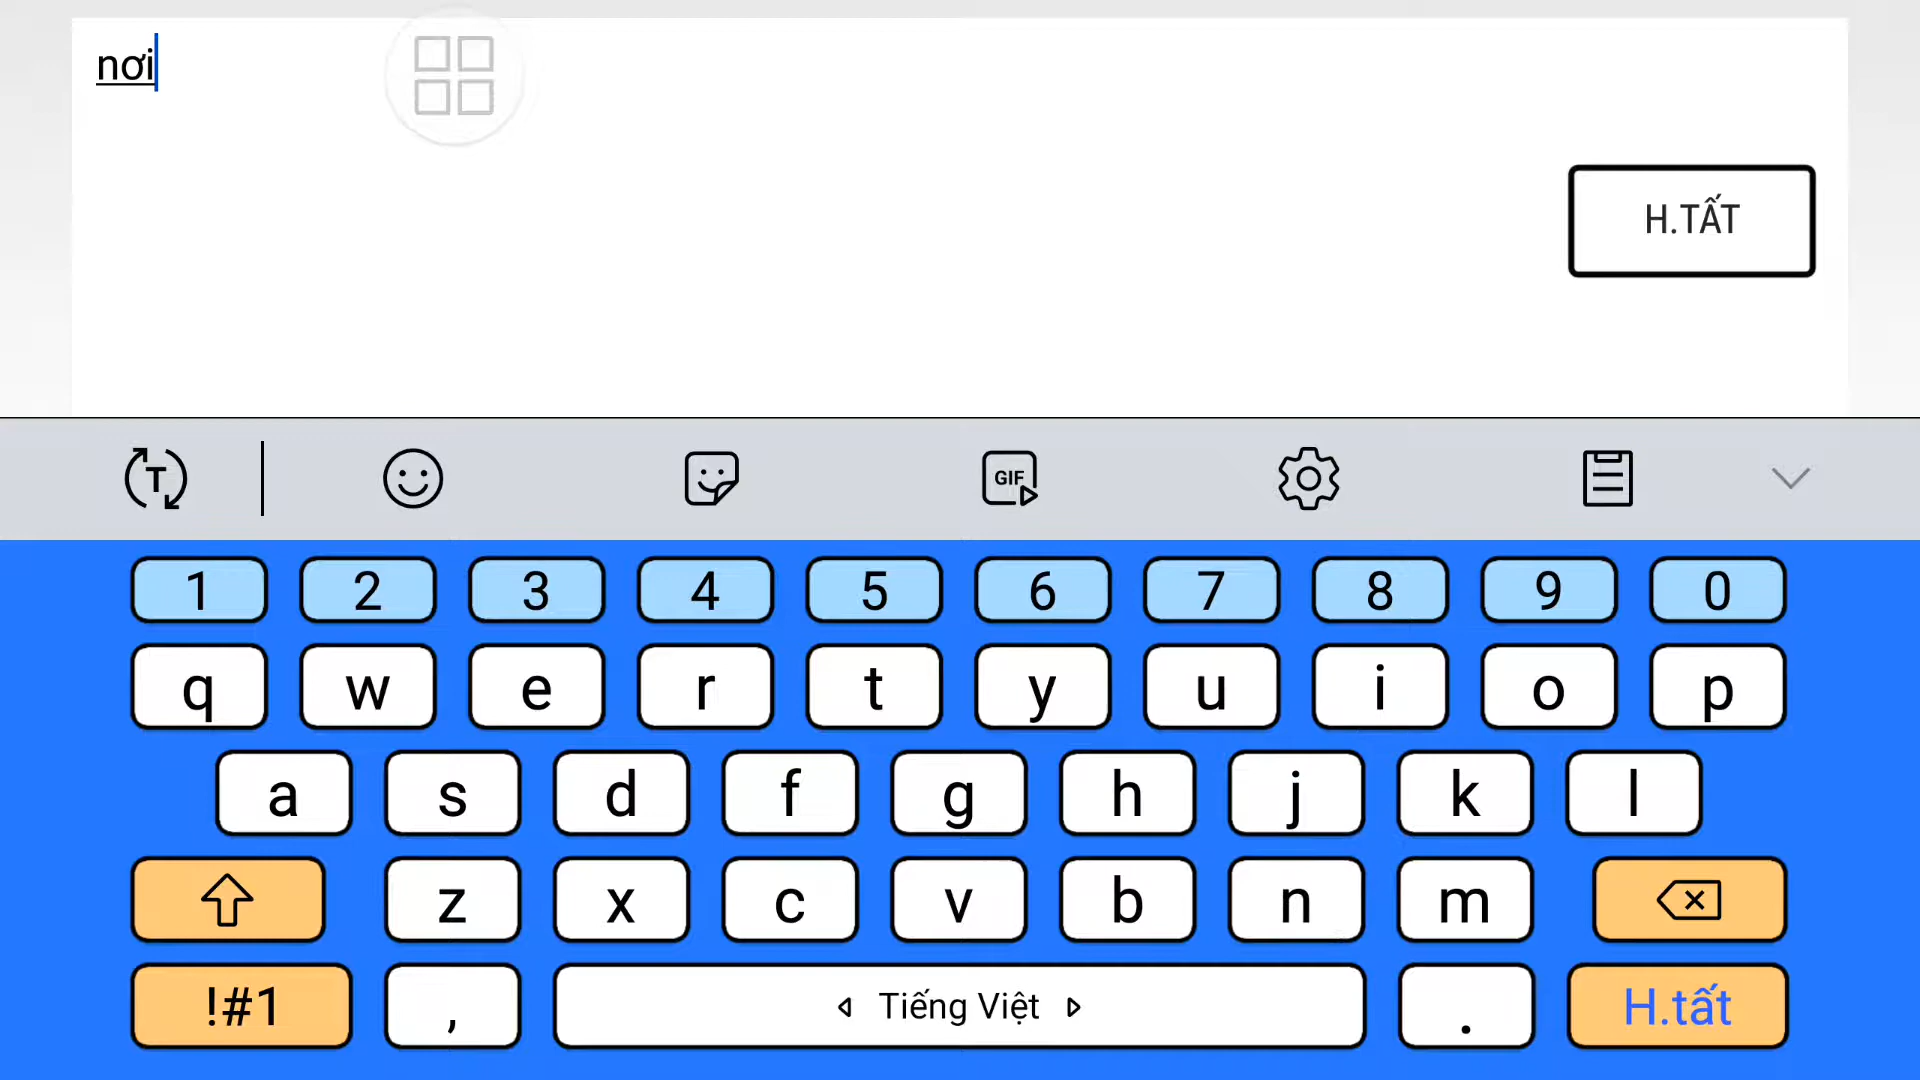 nơi
H.TẤT
T
GIF
1 2 3 4 5 6 7 8 9 0
q w e r t y u i o p
a s d f g h j k l
z x c v b n m
!#1 , Tiếng Việt . H.tất